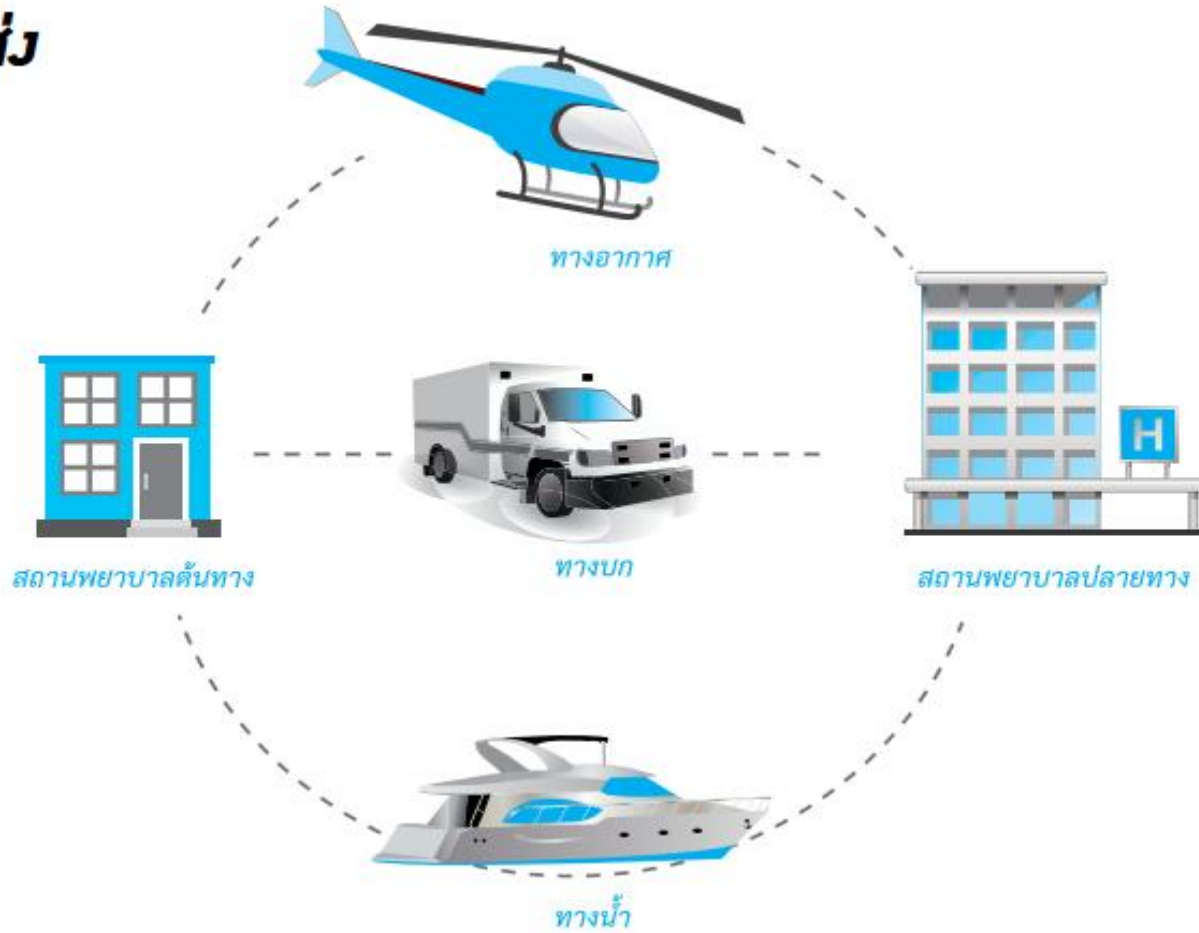 ทางอากาศ
H
สถานพยาบาลต้นทาง
ทางบก
สถานพยาบาลปลายทาง
ทางน้ำ